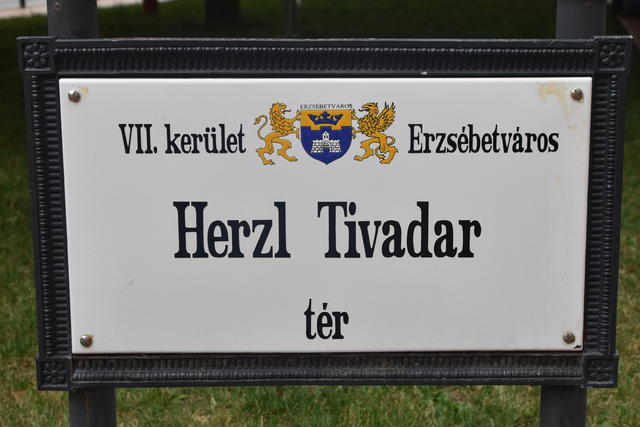 ERZSÉBETVÁROS
VII. kerület Erzsébetváros
Herzl Tivadar
tér